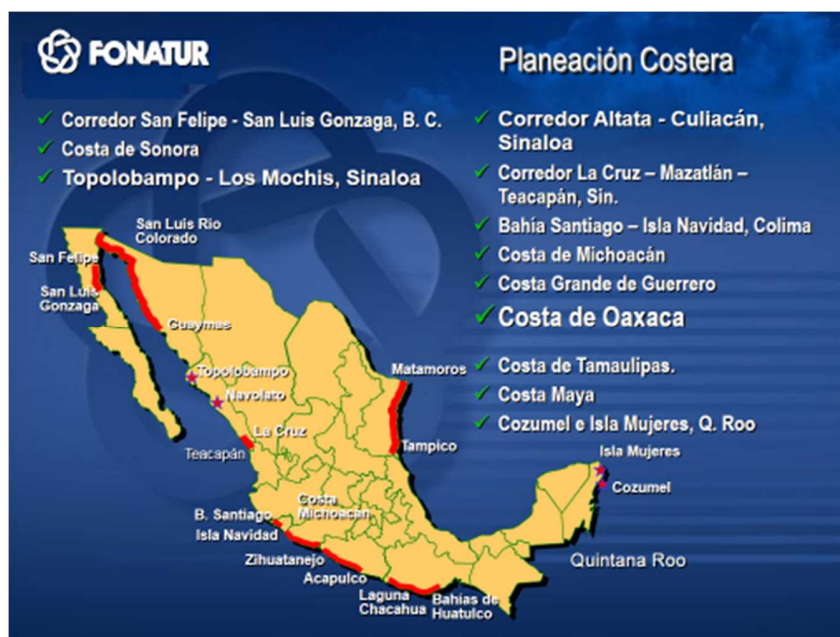 FONATUR
Planeación Costera
Corredor San Felipe - San Luis Gonzaga, B. C.
Costa de Sonora
Topolobampo - Los Mochis, Sinaloa
Corredor Altata - Culiacán,
Sinaloa
Corredor La Cruz – Mazatlán –
Teacapán, Sin.
Bahía Santiago – Isla Navidad, Colima
Costa de Michoacán
Costa Grande de Guerrero
Costa de Oaxaca
Costa de Tamaulipas.
Costa Maya
Cozumel e Isla Mujeres, Q. Roo
San Luis Rio
Colorado
San Felipe
San Luis
Gonzaga
Guaymas
Topolobampo
Navolato
La Cruz
Teacapán
Matamoros
Tampico
Isla Mujeres
Cozumel
Quintana Roo
Costa
Michoacán
B. Santiago
Isla Navidad
Zihuatanejo
Acapulco
Laguna
Chacahua
Bahías de
Huatulco